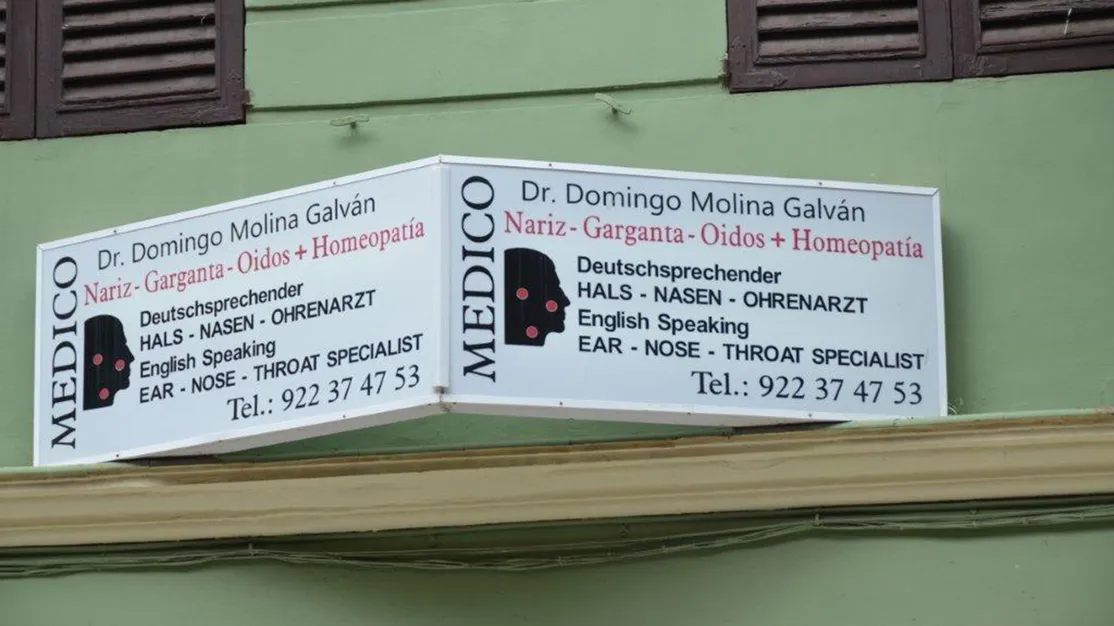 MEDICO
Dr. Domingo Molina Galván
Nariz - Garganta - Oidos + Homeopatía
Deutschsprechender
HALS - NASEN - OHRENARZT
English Speaking
EAR - NOSE - THROAT SPECIALIST
Tel.: 922 37 47 53
MEDICO
Dr. Domingo Molina Galván
Nariz - Garganta - Oidos + Homeopatía
Deutschsprechender
HALS - NASEN - OHRENARZT
English Speaking
EAR - NOSE - THROAT SPECIALIST
Tel.: 922 37 47 53